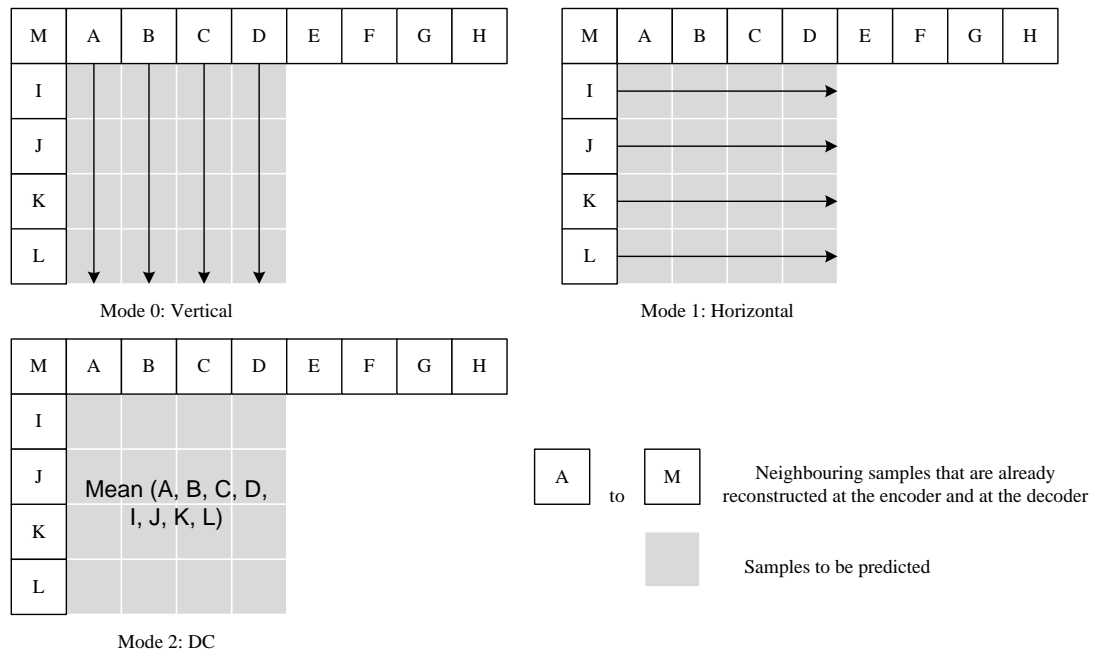 M A B C D E F G H
I
J
K
L
Mode 0: Vertical
M A B C D E F G H
I
J
K
L
Mode 1: Horizontal
M A B C D E F G H
I
J
K
L
Mean (A, B, C, D,
I, J, K, L)
Mode 2: DC
A to M
Neighbouring samples that are already
reconstructed at the encoder and at the decoder
Samples to be predicted